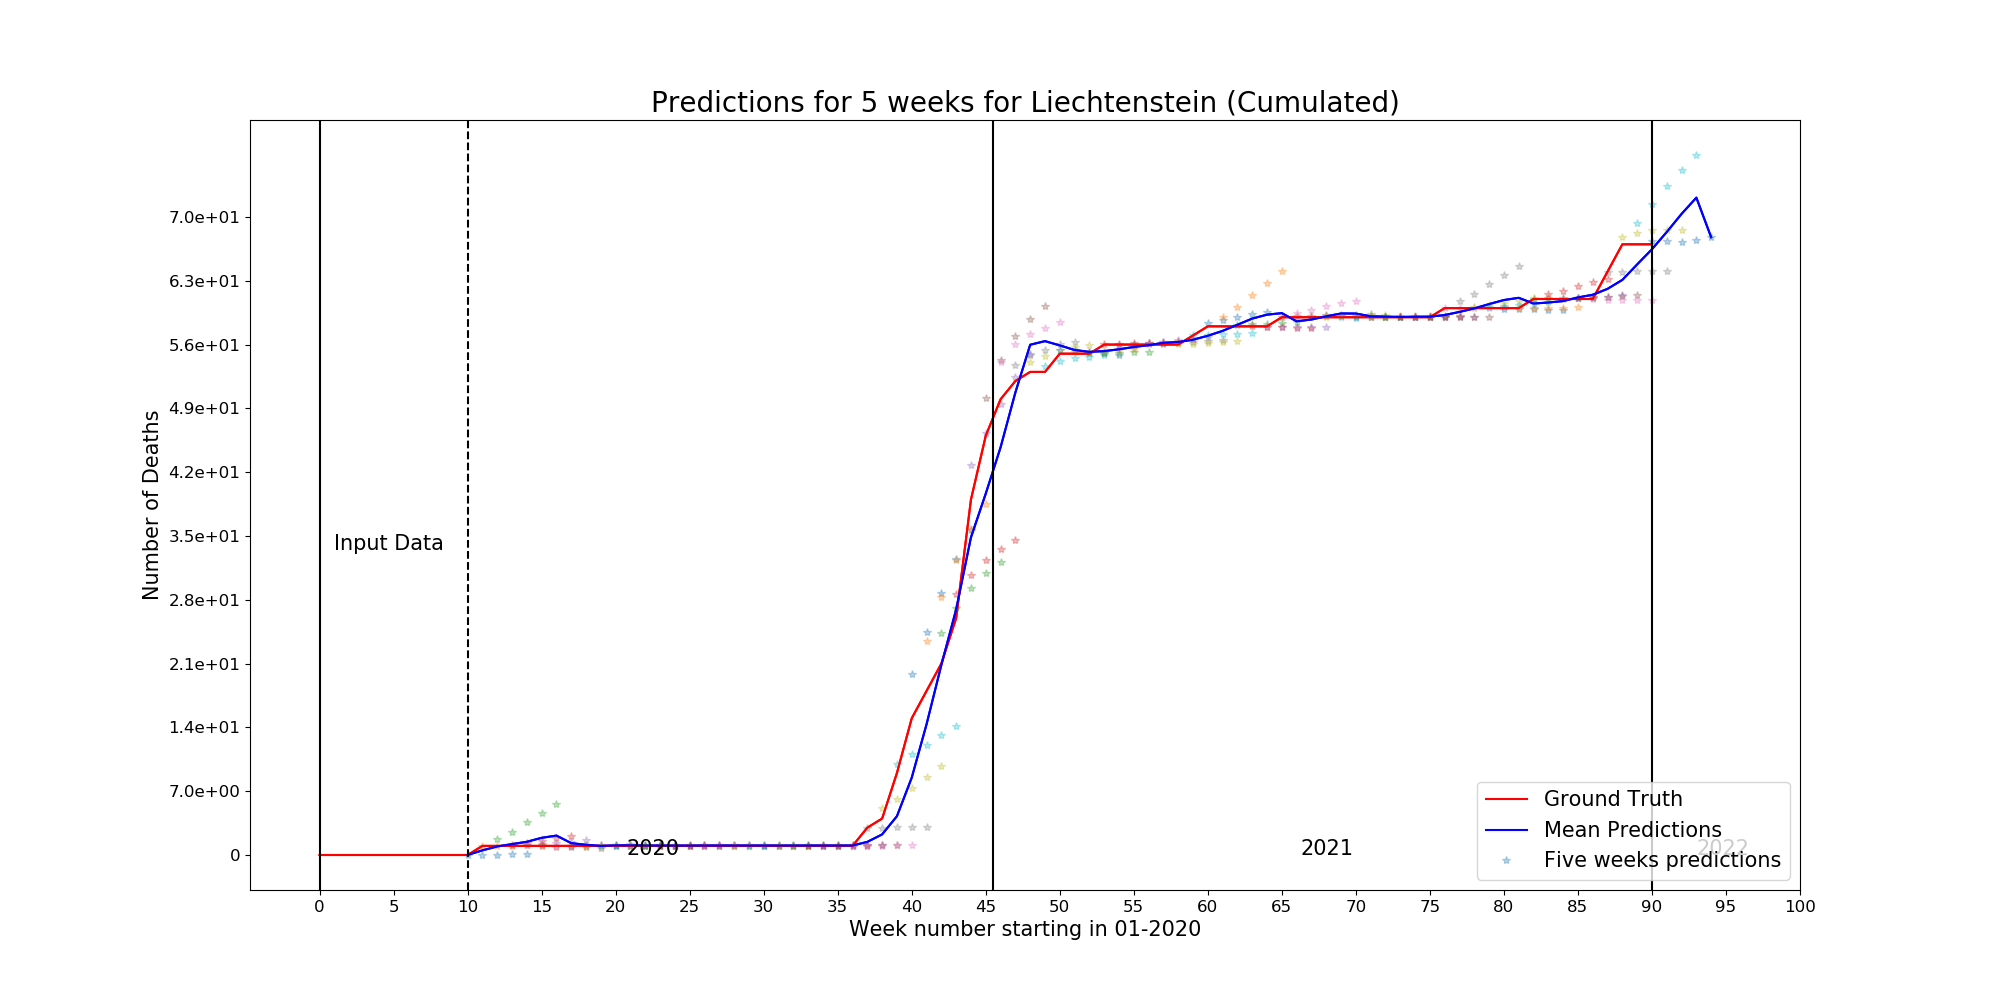 Predictions for 5 weeks for Liechtenstein (Cumulated)
7.0e+01
6.3e+01
5.6e+01
4.9e+01
4.2e+01
3.5e+01
2.8e+01
2.1e+01
1.4e+01
7.0e+00
0
Number of Deaths
Input Data
2020
2021
2022
Ground Truth
Mean Predictions
Five weeks predictions
0 5 10 15 20 25 30 35 40 45 50 55 60 65 70 75 80 85 90 95 100
Week number starting in 01-2020